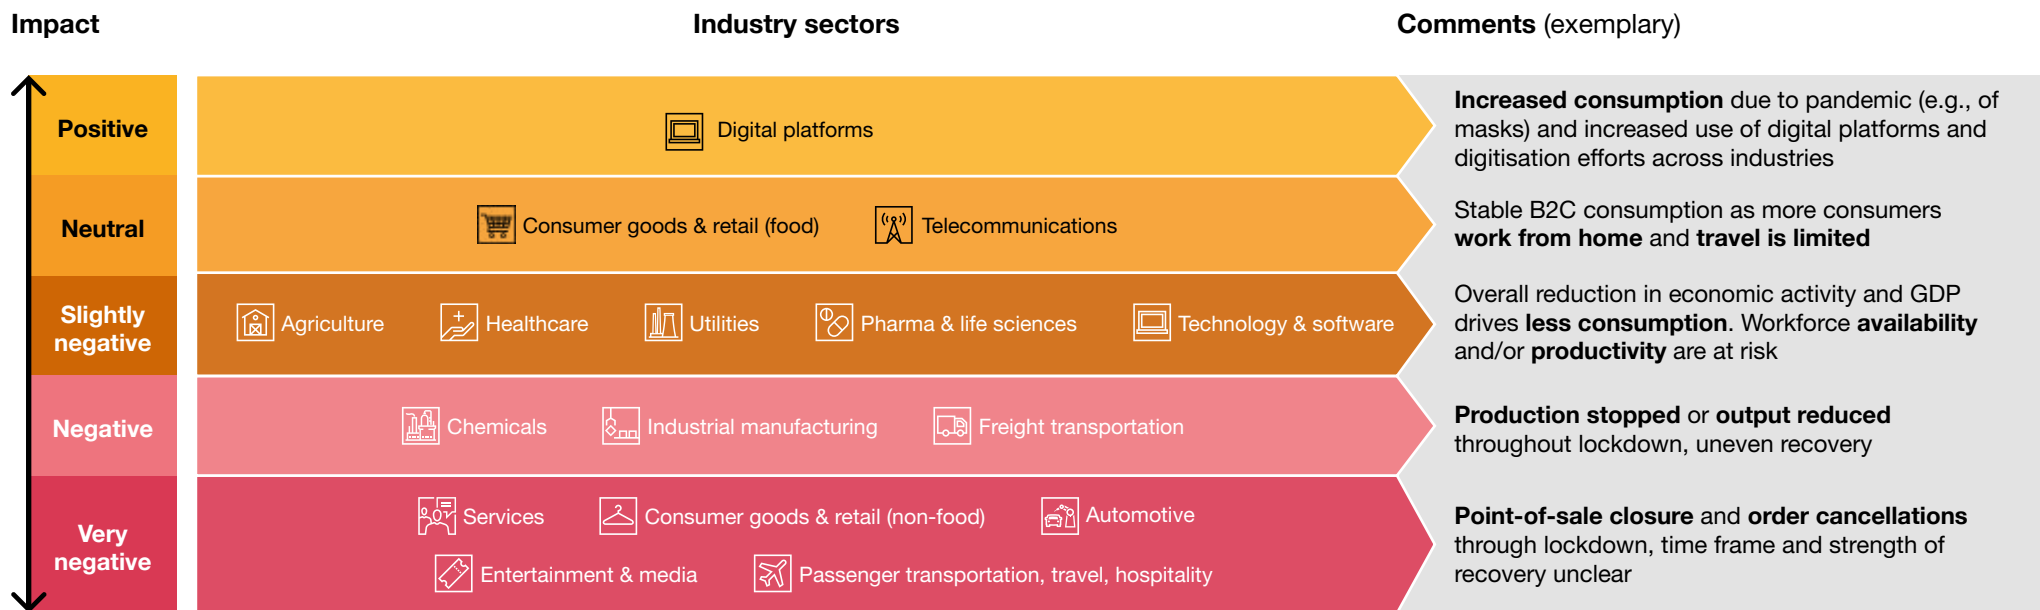 Impact
Industry sectors
Comments (exemplary)
Positive
Digital platforms
Increased consumption due to pandemic (e.g., of
masks) and increased use of digital platforms and
digitisation efforts across industries
Neutral
Consumer goods & retail (food)
Telecommunications
Stable B2C consumption as more consumers
work from home and travel is limited
Slightly
negative
Agriculture
Healthcare
Utilities
Pharma & life sciences
Technology & software
Overall reduction in economic activity and GDP
drives less consumption. Workforce availability
and/or productivity are at risk
Negative
Chemicals
Industrial manufacturing
Freight transportation
Production stopped or output reduced
throughout lockdown, uneven recovery
Very
negative
Services
Consumer goods & retail (non-food)
Automotive
Entertainment & media
Passenger transportation, travel, hospitality
Point-of-sale closure and order cancellations
through lockdown, time frame and strength of
recovery unclear